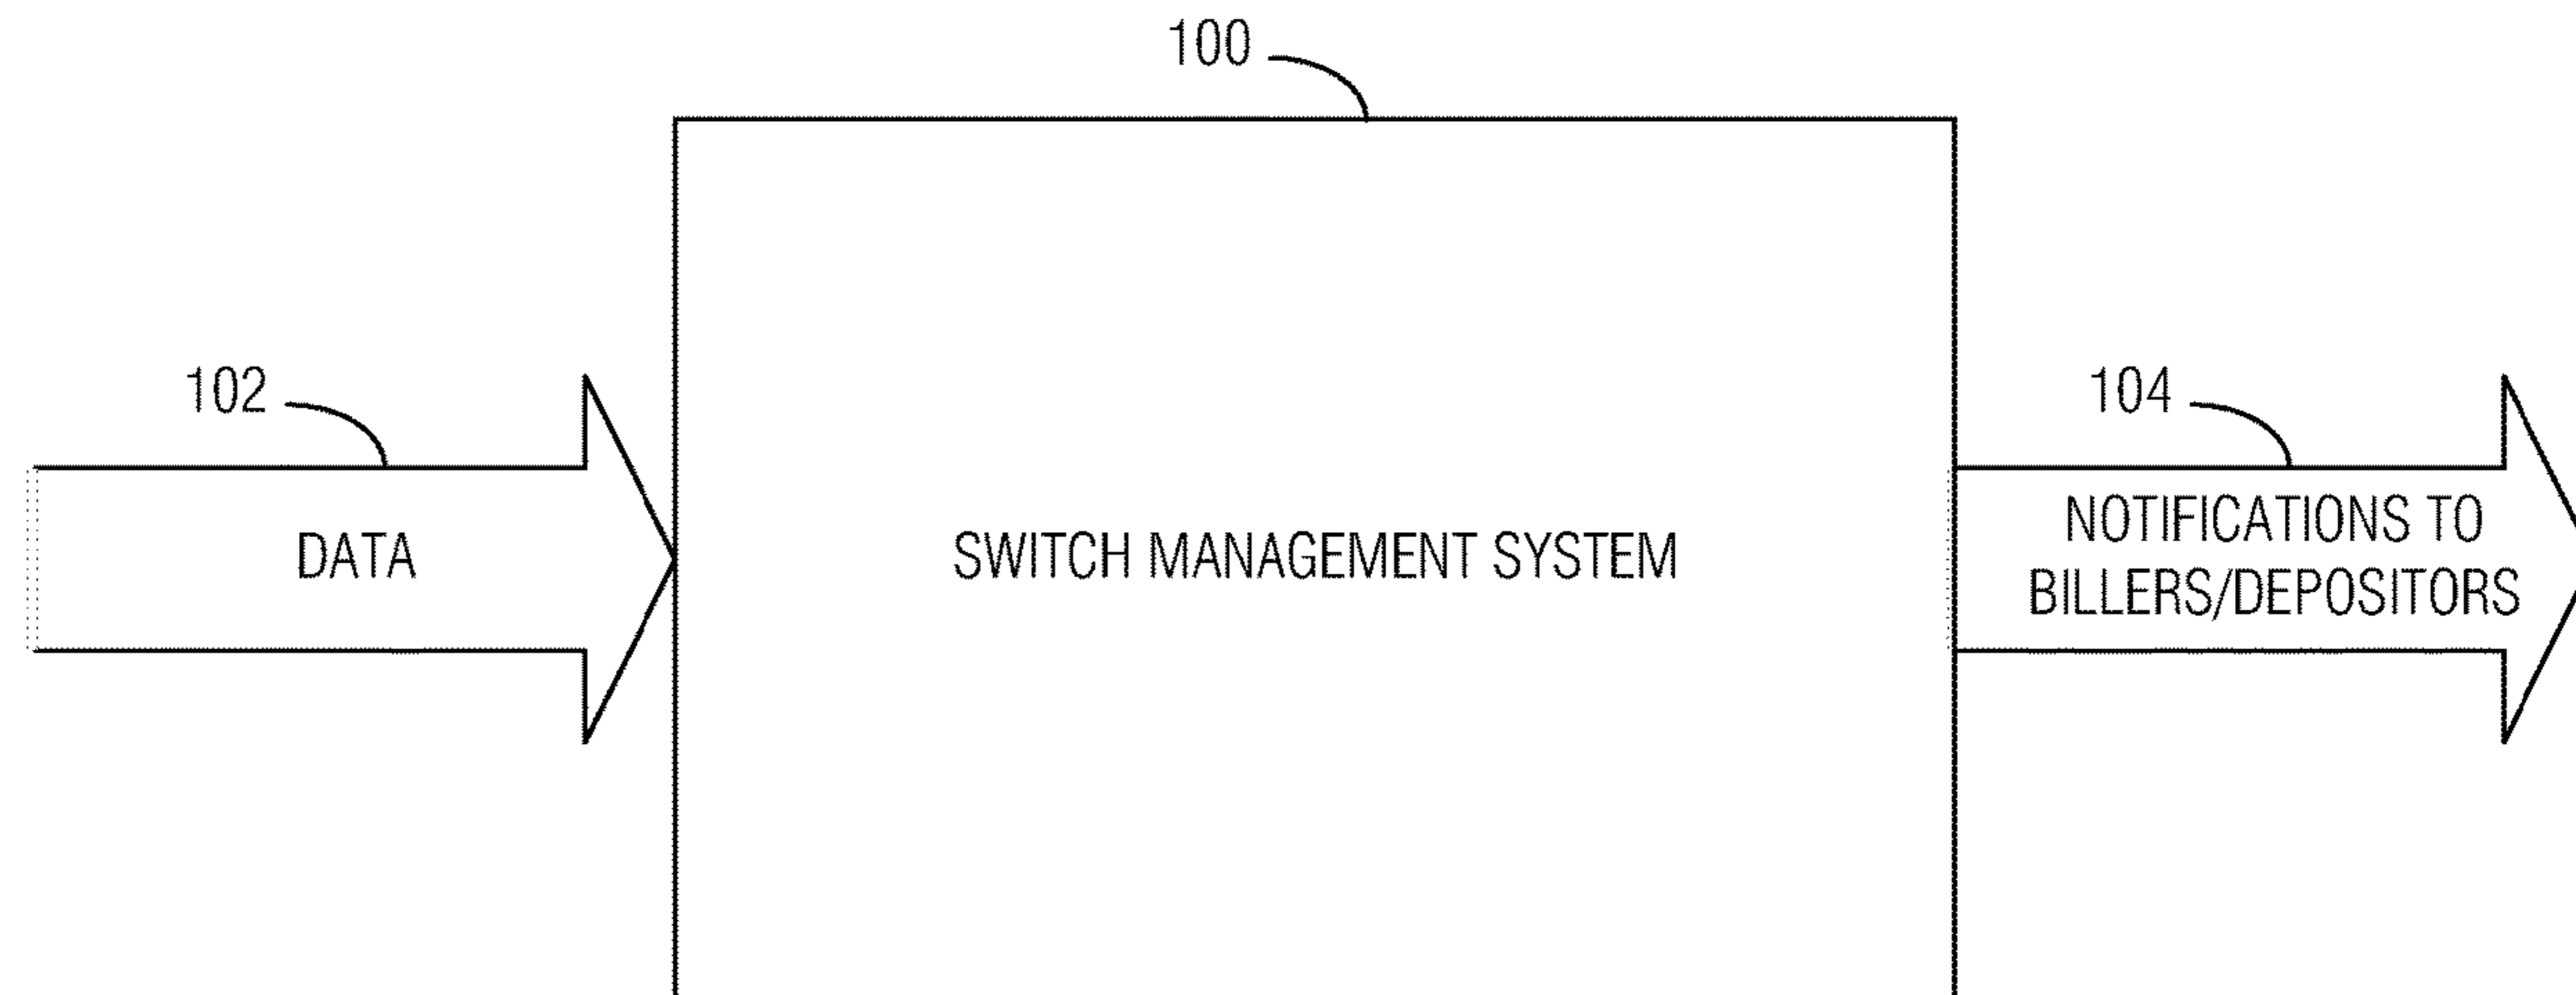 100
102
104
DATA
SWITCH MANAGEMENT SYSTEM
NOTIFICATIONS TO
BILLERS/DEPOSITORS